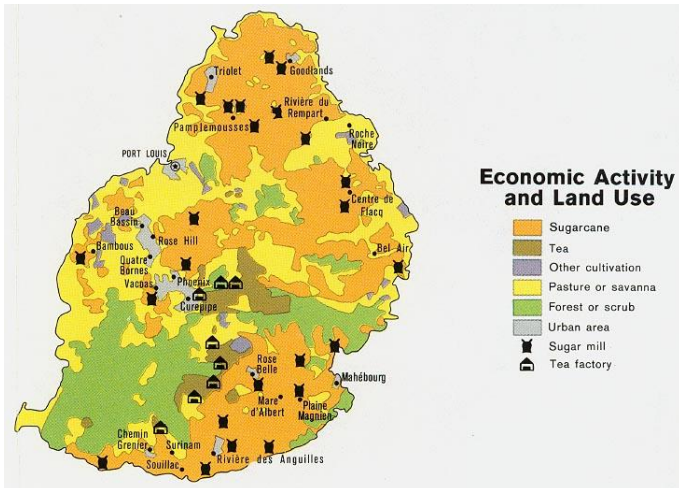 Triolet
Goodlands
Rivière du
Rempart
Pamplemousses
Roche
Noire
PORT LOUIS
Centre de
Flacq
Beau
Bassin
Rose Hill
Bambous
Quatre
Bornes
Bel Air
Phoenix
Vacoas
Curepipe
Rose
Belle
Mahébourg
Mare
d'Albert
Plaine
Magnien
Chemin
Grenier
Surinam
Souillac
Rivière des Anguilles
Economic Activity
and Land Use
Sugarcane
Tea
Other cultivation
Pasture or savanna
Forest or scrub
Urban area
Sugar mill
Tea factory